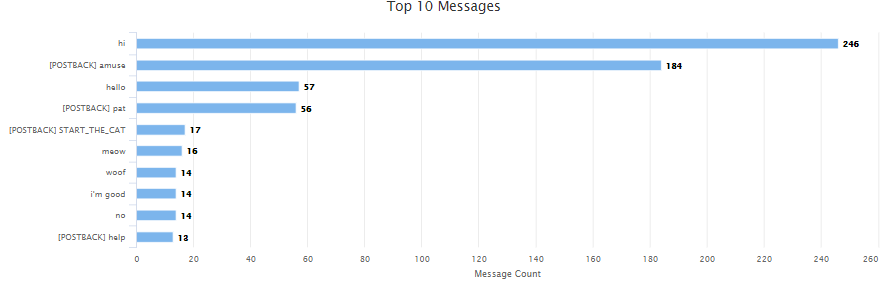 Top 10 Messages
hi 246
[POSTBACK] amuse 184
hello 57
[POSTBACK] pat 56
[POSTBACK] START_THE_CAT 17
meow 16
woof 14
i'm good 14
no 14
[POSTBACK] help 13
0 20 40 60 80 100 120 140 160 180 200 220 240 260
Message Count